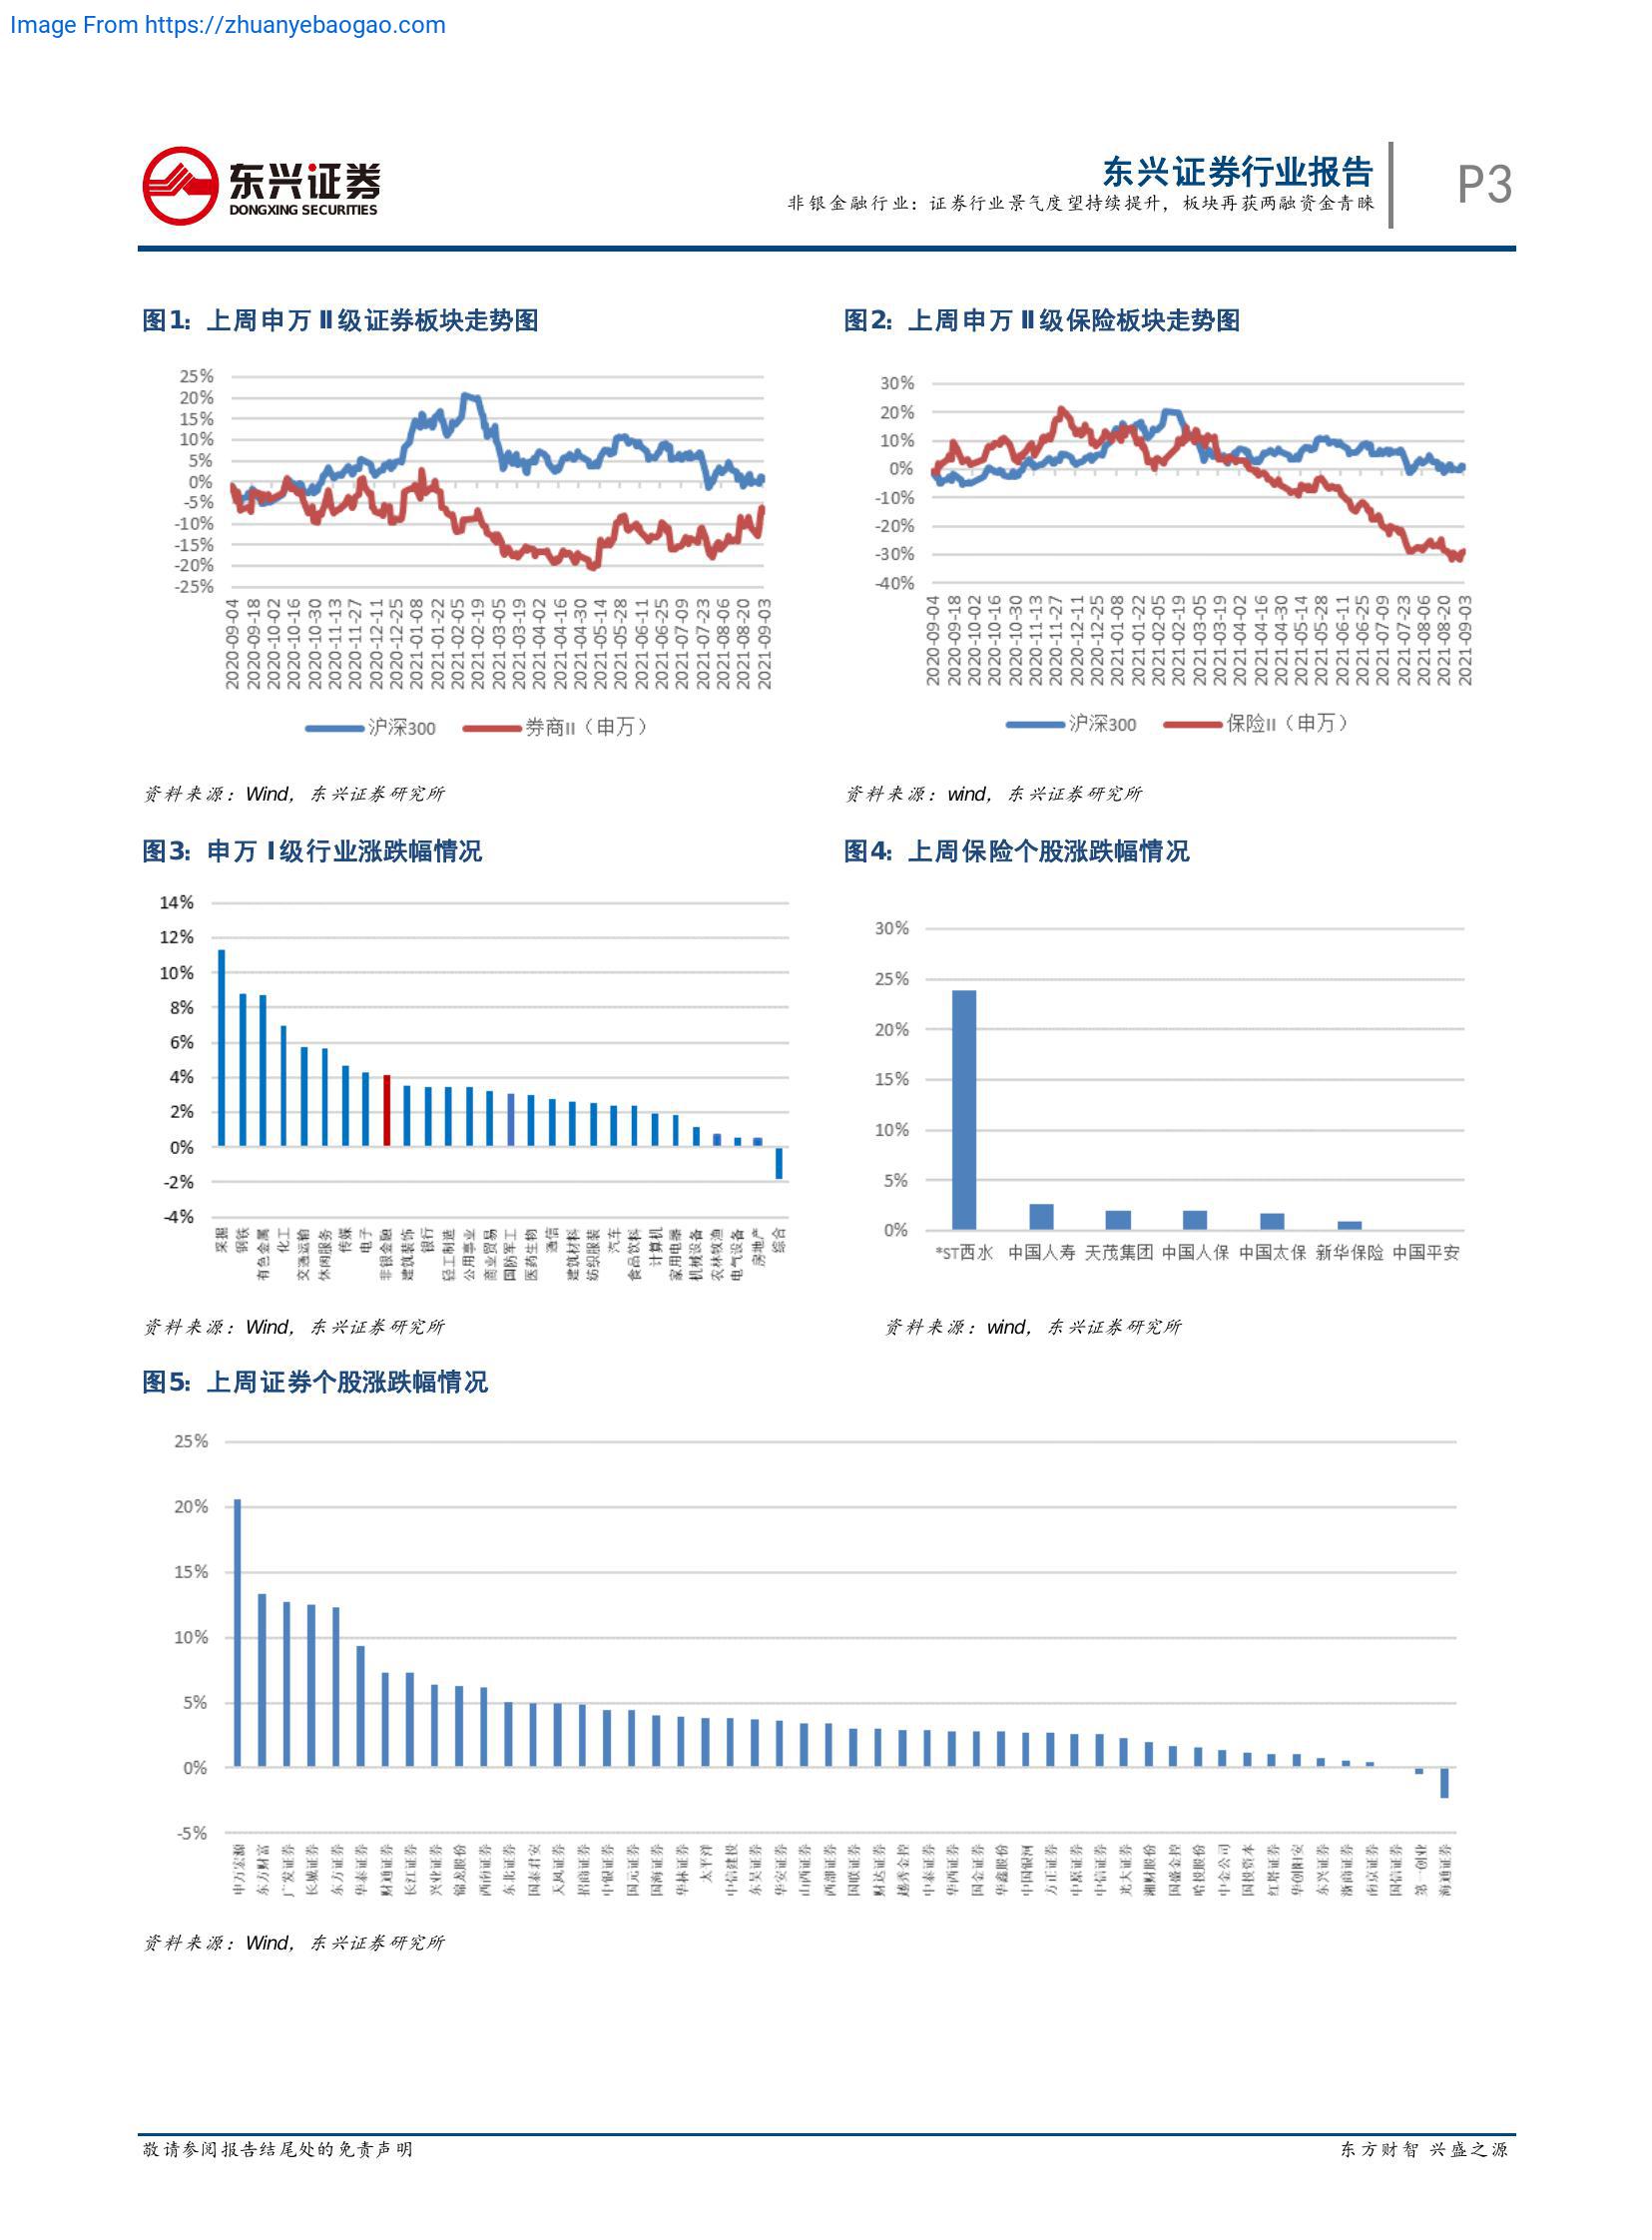 Image From https://zhuanyebaogao.com
东兴证券
DONGXING SECURITIES
东兴证券行业报告
非银金融行业：证券行业景气度望持续提升，板块再获两融资金青睐
P3
图1：上周申万 II 级证券板块走势图
25%
20%
15%
10%
5%
0%
-5%
-10%
-15%
-20%
-25%
2020-09-04
2020-09-18
2020-10-02
2020-10-16
2020-10-30
2020-11-13
2020-11-27
2020-12-11
2020-12-25
2021-01-08
2021-01-22
2021-02-05
2021-02-19
2021-03-05
2021-03-19
2021-04-02
2021-04-16
2021-04-30
2021-05-14
2021-05-28
2021-06-11
2021-06-25
2021-07-09
2021-07-23
2021-08-06
2021-08-20
2021-09-03
沪深300
券商II（申万）
资料来源：Wind，东兴证券研究所
图2：上周申万 II 级保险板块走势图
30%
20%
10%
0%
-10%
-20%
-30%
-40%
2020-09-04
2020-09-18
2020-10-02
2020-10-16
2020-10-30
2020-11-13
2020-11-27
2020-12-11
2020-12-25
2021-01-08
2021-01-22
2021-02-05
2021-02-19
2021-03-05
2021-03-19
2021-04-02
2021-04-16
2021-04-30
2021-05-14
2021-05-28
2021-06-11
2021-06-25
2021-07-09
2021-07-23
2021-08-06
2021-08-20
2021-09-03
沪深300
保险II（申万）
资料来源：wind，东兴证券研究所
图3：申万 I 级行业涨跌幅情况
14%
12%
10%
8%
6%
4%
2%
0%
-2%
-4%
采掘
钢铁
有色金属
化工
交通运输
休闲服务
传媒
电子
非银金融
建筑装饰
银行
轻工制造
公用事业
商业贸易
国防军工
医药生物
通信
建筑材料
纺织服装
汽车
食品饮料
计算机
家用电器
机械设备
农林牧渔
电气设备
房地产
综合
资料来源：Wind，东兴证券研究所
图4：上周保险个股涨跌幅情况
30%
25%
20%
15%
10%
5%
0%
*ST西水
中国人寿
天茂集团
中国人保
中国太保
新华保险
中国平安
资料来源：wind，东兴证券研究所
图5：上周证券个股涨跌幅情况
25%
20%
15%
10%
5%
0%
-5%
申万宏源
东方财富
广发证券
长城证券
东方证券
华泰证券
财通证券
长江证券
兴业证券
锦龙股份
西南证券
东北证券
国泰君安
天风证券
招商证券
中银证券
国元证券
国海证券
华林证券
太平洋
中信建投
东吴证券
华安证券
山西证券
西部证券
国联证券
财达证券
越秀金控
中泰证券
华西证券
国金证券
华鑫股份
中国银河
方正证券
中原证券
中信证券
光大证券
湘财股份
国盛金控
哈投股份
中金公司
国投资本
红塔证券
华创阳安
东兴证券
浙商证券
南京证券
国信证券
第一创业
海通证券
资料来源：Wind，东兴证券研究所
敬请参阅报告结尾处的免责声明
东方财智 兴盛之源